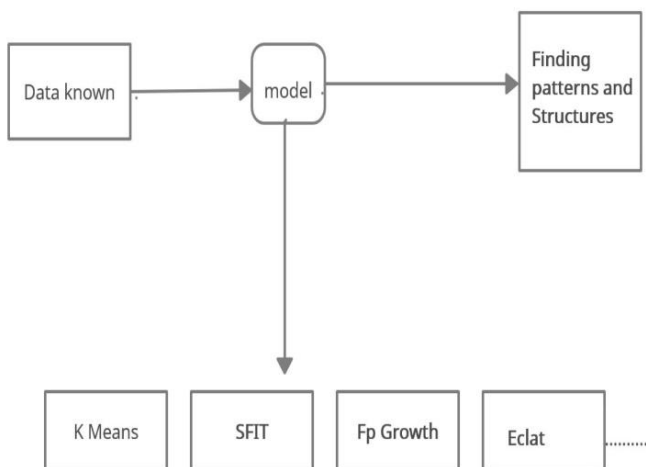 Data known
model
Finding
patterns and
Structures
K Means
SFIT
Fp Growth
Eclat